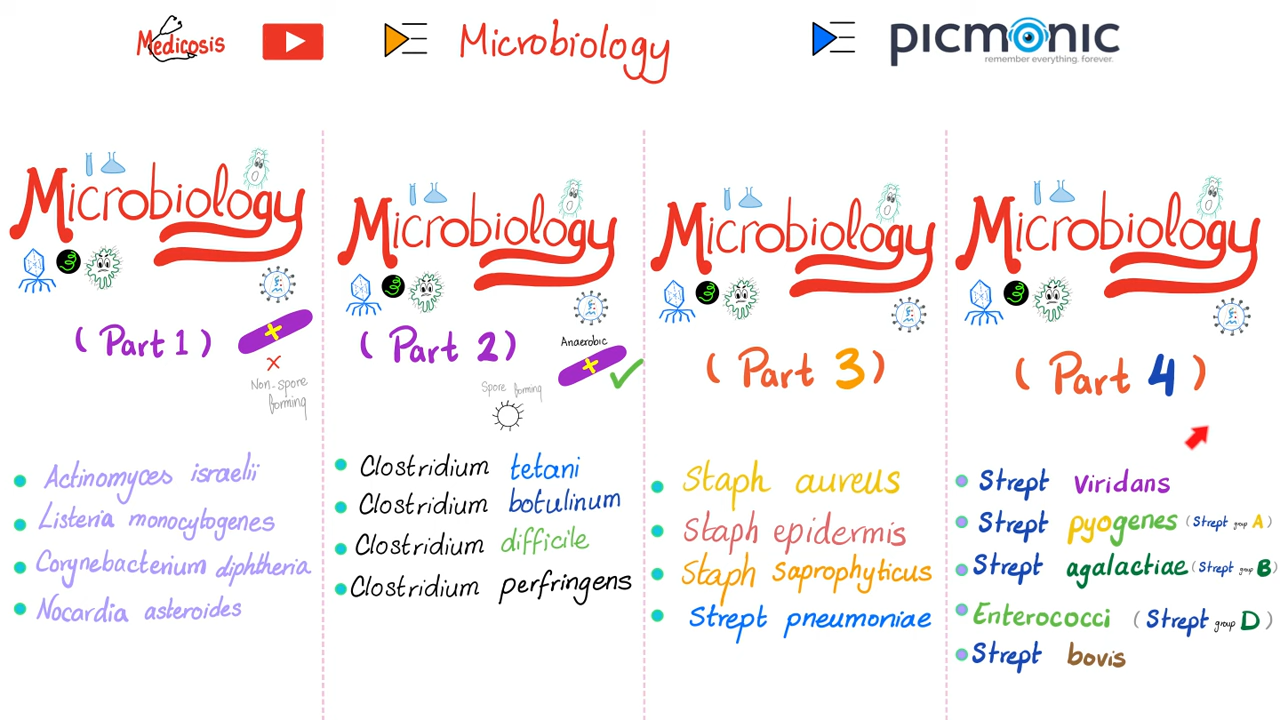 Medicosis
Microbiology
picmonic
remember everything. forever.
Microbiology
(Part 1)
Non-spore
forming
Actinomyces israelii
Listeria monocytogenes
Corynebacterium diphtheria
Nocardia asteroides
Microbiology
(Part 2)
Anaerobic
Spore forming
Clostridium tetani
Clostridium botulinum
Clostridium difficile
Clostridium perfringens
Microbiology
(Part 3)
Staph aureus
Staph epidermis
Staph saprophyticus
Strept pneumoniae
Microbiology
(Part 4)
Strept Viridans
Strept pyogenes (Strept group A)
Strept agalactiae (Strept group B)
Enterococci (Strept group D)
Strept bovis